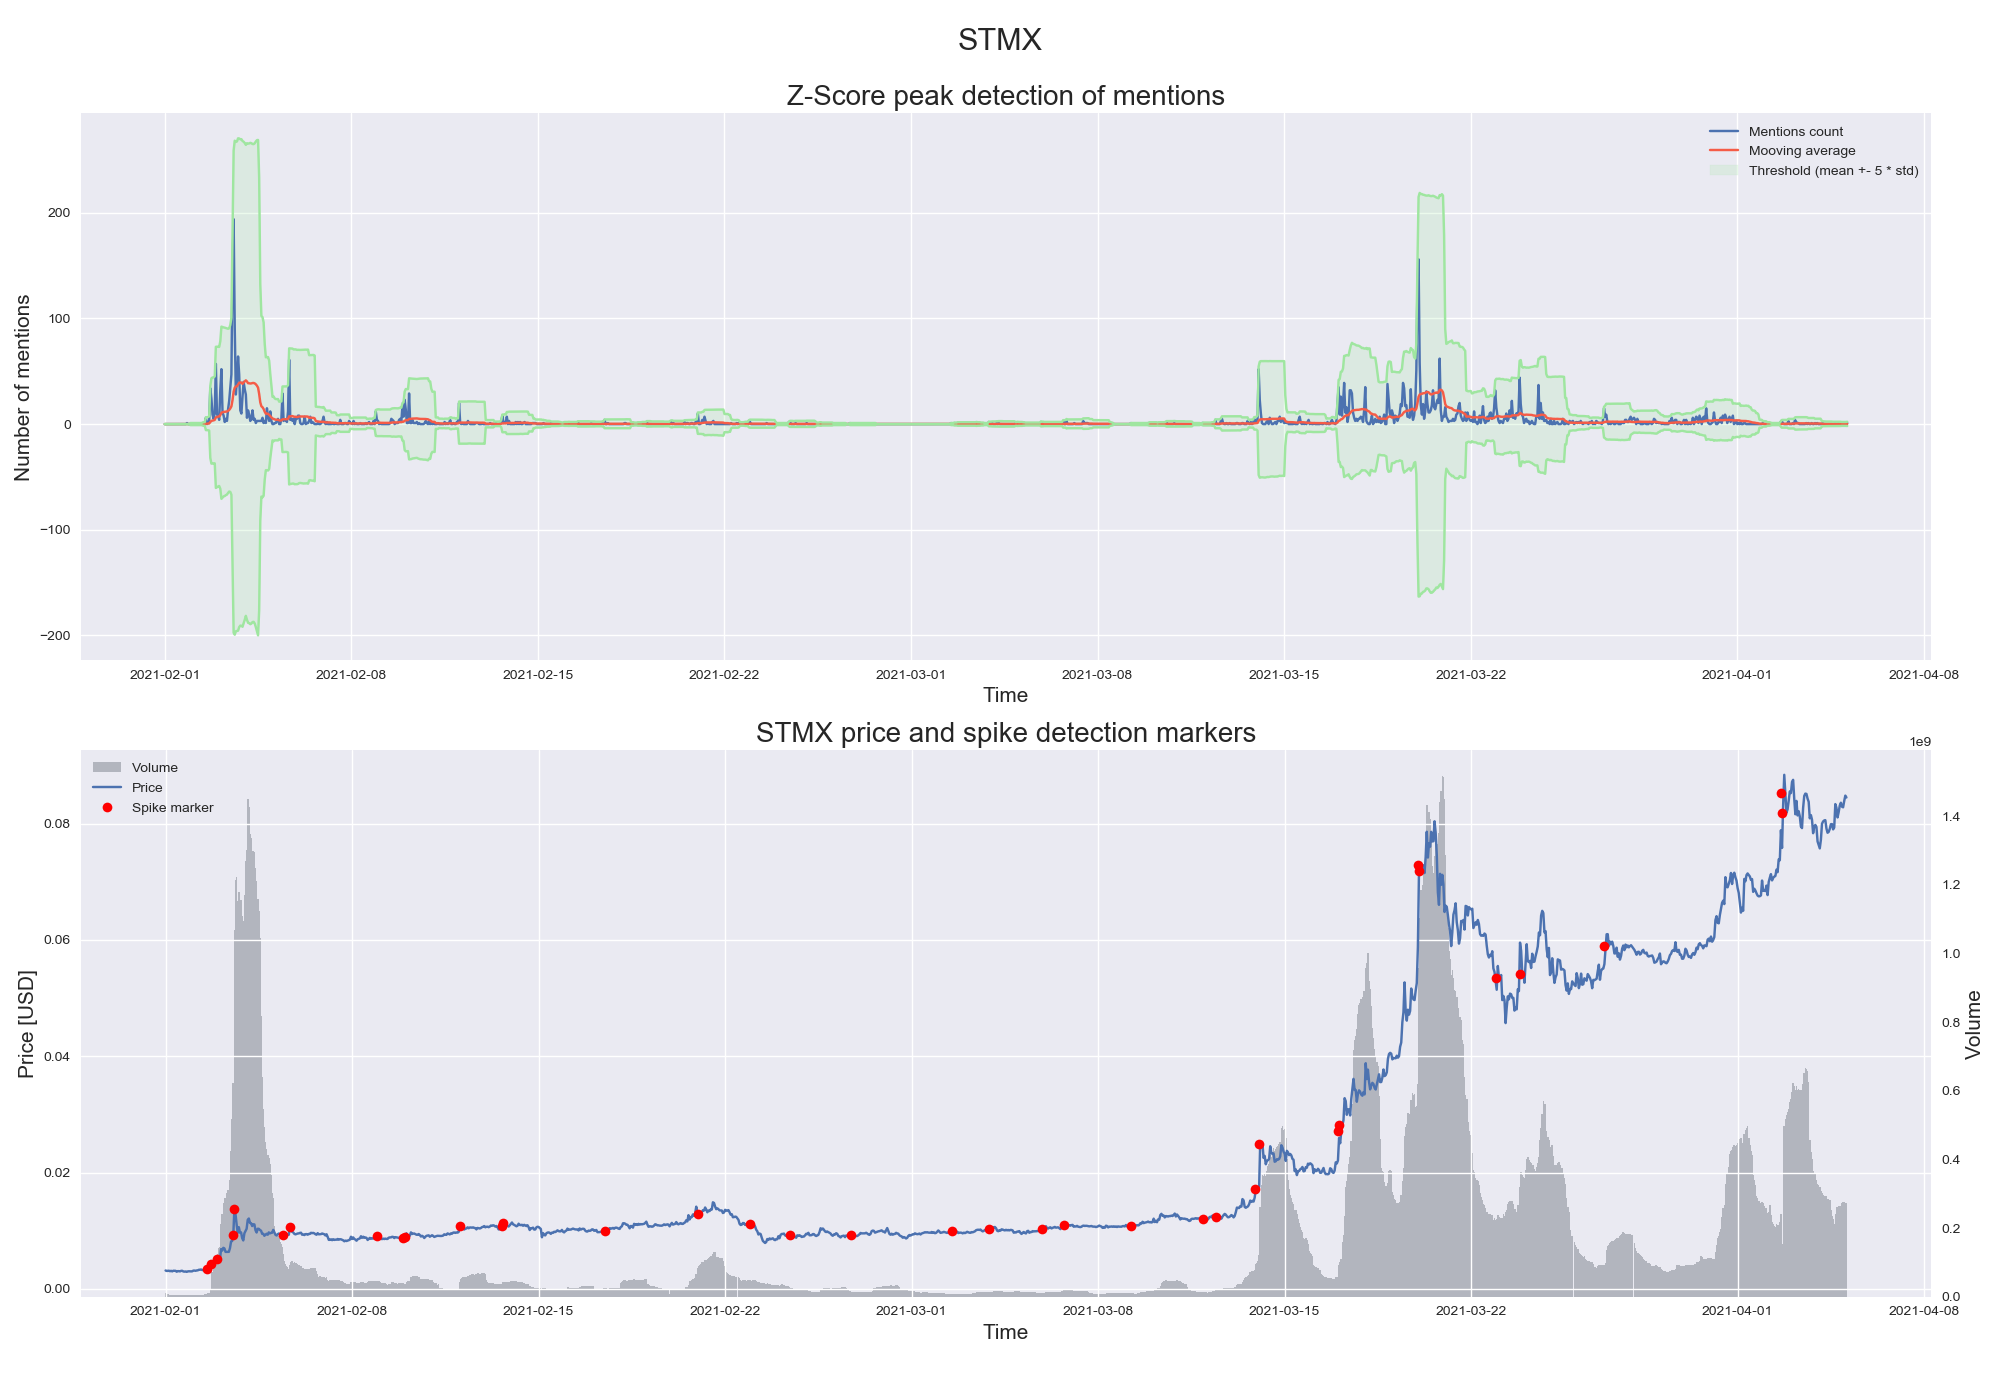 STMX
Z-Score peak detection of mentions
Mentions count
Mooving average
Threshold (mean +- 5 * std)
Number of mentions
200
100
0
−100
−200
2021-02-01 2021-02-08 2021-02-15 2021-02-22 2021-03-01 2021-03-08 2021-03-15 2021-03-22 2021-04-01 2021-04-08
Time
STMX price and spike detection markers
1e9
Volume
Price
Spike marker
Price [USD]
0.08
0.06
0.04
0.02
0.00
1.4
1.2
1.0
0.8
0.6
0.4
0.2
0.0
Volume
2021-02-01 2021-02-08 2021-02-15 2021-02-22 2021-03-01 2021-03-08 2021-03-15 2021-03-22 2021-04-01 2021-04-08
Time